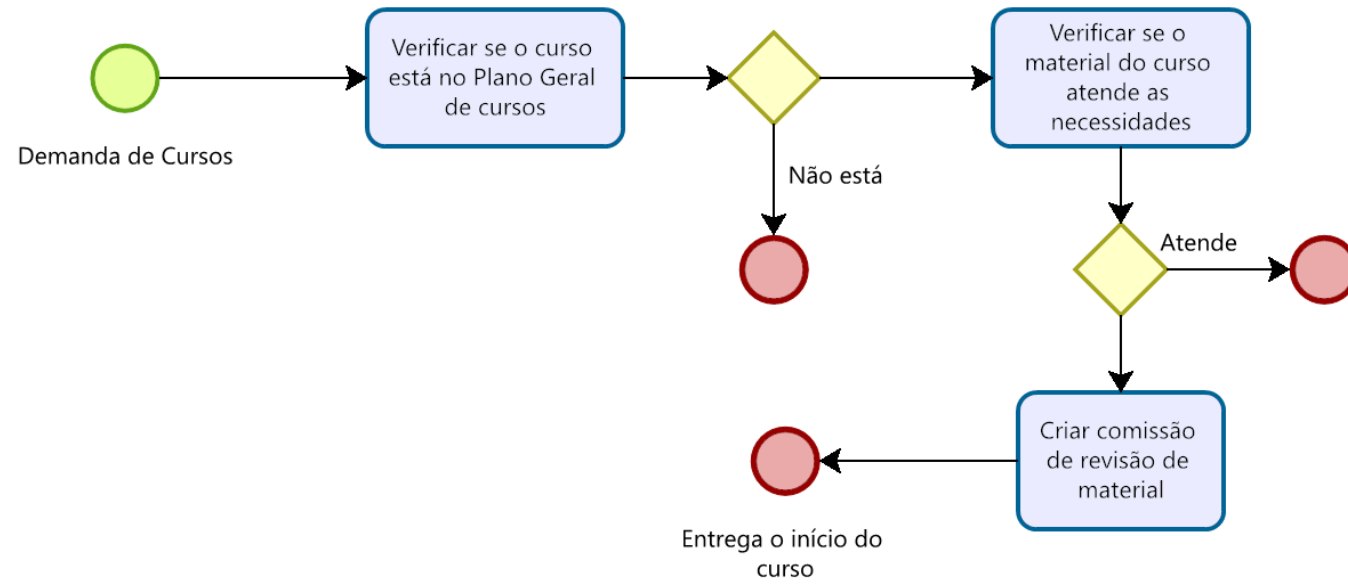 Demanda de Cursos
Verificar se o curso
está no Plano Geral
de cursos
Não está
Verificar se o
material do curso
atende as
necessidades
Atende
Criar comissão
de revisão de
material
Entrega o início do
curso